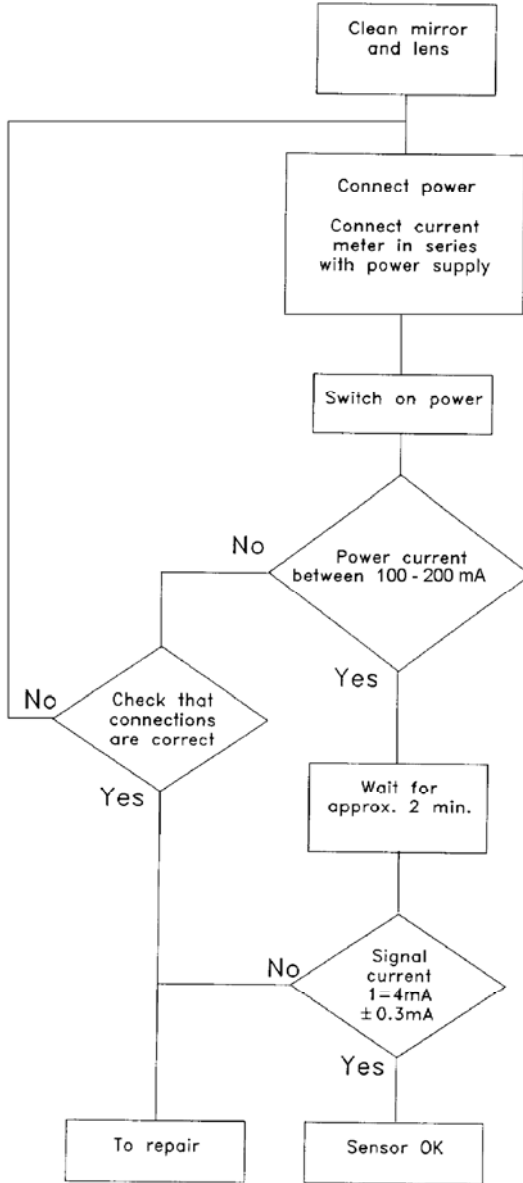 Clean mirror
and lens
Connect power
Connect current
meter in series
with power supply
Switch on power
No
Power current
between 100 - 200 mA
Yes
No
Check that
connections
are correct
Yes
Wait for
approx. 2 min.
No
Signal
current
1=4mA
±0.3mA
Yes
To repair
Sensor OK